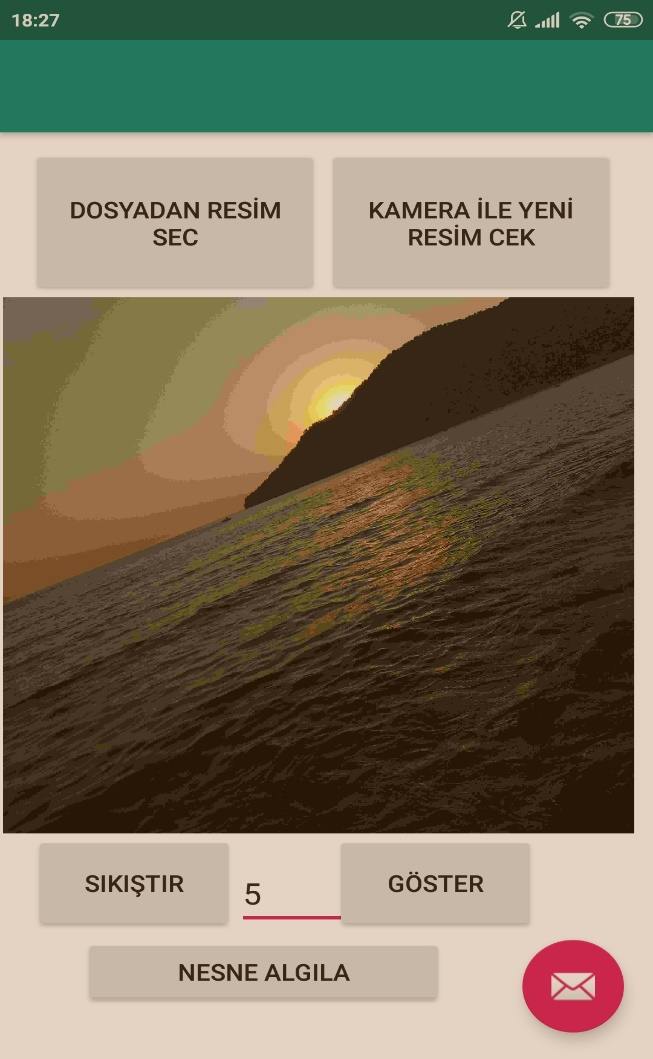 18:27
75
DOSYADAN RESİM
SEC
KAMERA İLE YENİ
RESİM CEK
SIKIŞTIR
5
GÖSTER
NESNE ALGILA